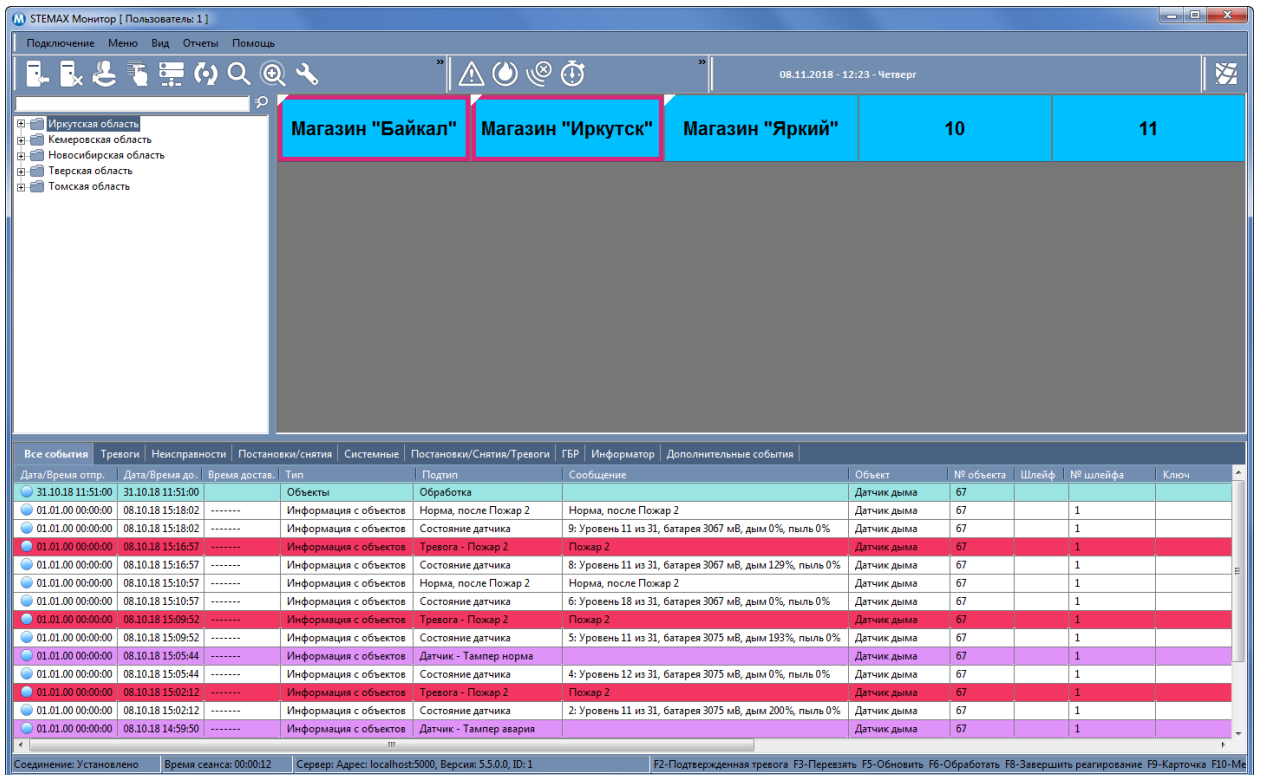 STEMAX Монитор [ Пользователь: 1 ]
Подключение Меню Вид Отчеты Помощь
» » 08.11.2018 - 12:23 - Четверг
Иркутская область
Кемеровская область
Новосибирская область
Тверская область
Томская область
Магазин "Байкал" Магазин "Иркутск" Магазин "Яркий" 10 11
Все события Тревоги Неисправности Постановки/снятия Системные Постановки/Снятия/Тревоги ГБР Информатор Дополнительные события
Дата/Время отпр. Дата/Время до. Время достав. Тип Подтип Сообщение Объект № объекта Шлейф № шлейфа Ключ
31.10.18 11:51:00 31.10.18 11:51:00 Объекты Обработка Датчик дыма 67
01.01.00 00:00:00 08.10.18 15:18:02 ------- Информация с объектов Норма, после Пожар 2 Норма, после Пожар 2 Датчик дыма 67 1
01.01.00 00:00:00 08.10.18 15:18:02 ------- Информация с объектов Состояние датчика 9: Уровень 11 из 31, батарея 3067 мВ, дым 0%, пыль 0% Датчик дыма 67 1
01.01.00 00:00:00 08.10.18 15:16:57 ------- Информация с объектов Тревога - Пожар 2 Пожар 2 Датчик дыма 67 1
01.01.00 00:00:00 08.10.18 15:16:57 ------- Информация с объектов Состояние датчика 8: Уровень 11 из 31, батарея 3067 мВ, дым 129%, пыль 0% Датчик дыма 67 1
01.01.00 00:00:00 08.10.18 15:10:57 ------- Информация с объектов Норма, после Пожар 2 Норма, после Пожар 2 Датчик дыма 67 1
01.01.00 00:00:00 08.10.18 15:10:57 ------- Информация с объектов Состояние датчика 6: Уровень 18 из 31, батарея 3067 мВ, дым 0%, пыль 0% Датчик дыма 67 1
01.01.00 00:00:00 08.10.18 15:09:52 ------- Информация с объектов Тревога - Пожар 2 Пожар 2 Датчик дыма 67 1
01.01.00 00:00:00 08.10.18 15:09:52 ------- Информация с объектов Состояние датчика 5: Уровень 11 из 31, батарея 3075 мВ, дым 193%, пыль 0% Датчик дыма 67 1
01.01.00 00:00:00 08.10.18 15:05:44 ------- Информация с объектов Датчик - Тампер норма Датчик дыма 67 1
01.01.00 00:00:00 08.10.18 15:05:44 ------- Информация с объектов Состояние датчика 4: Уровень 12 из 31, батарея 3075 мВ, дым 0%, пыль 0% Датчик дыма 67 1
01.01.00 00:00:00 08.10.18 15:02:12 ------- Информация с объектов Тревога - Пожар 2 Пожар 2 Датчик дыма 67 1
01.01.00 00:00:00 08.10.18 15:02:12 ------- Информация с объектов Состояние датчика 2: Уровень 11 из 31, батарея 3075 мВ, дым 200%, пыль 0% Датчик дыма 67 1
01.01.00 00:00:00 08.10.18 14:59:50 ------- Информация с объектов Датчик - Тампер авария Датчик дыма 67 1
Соединение: Установлено Время сеанса: 00:00:12 Сервер: Адрес: localhost:5000, Версия: 5.5.0.0, ID: 1 F2-Подтвержденная тревога F3-Перевзять F5-Обновить F6-Обработать F8-Завершить реагирование F9-Карточка F10-Ме